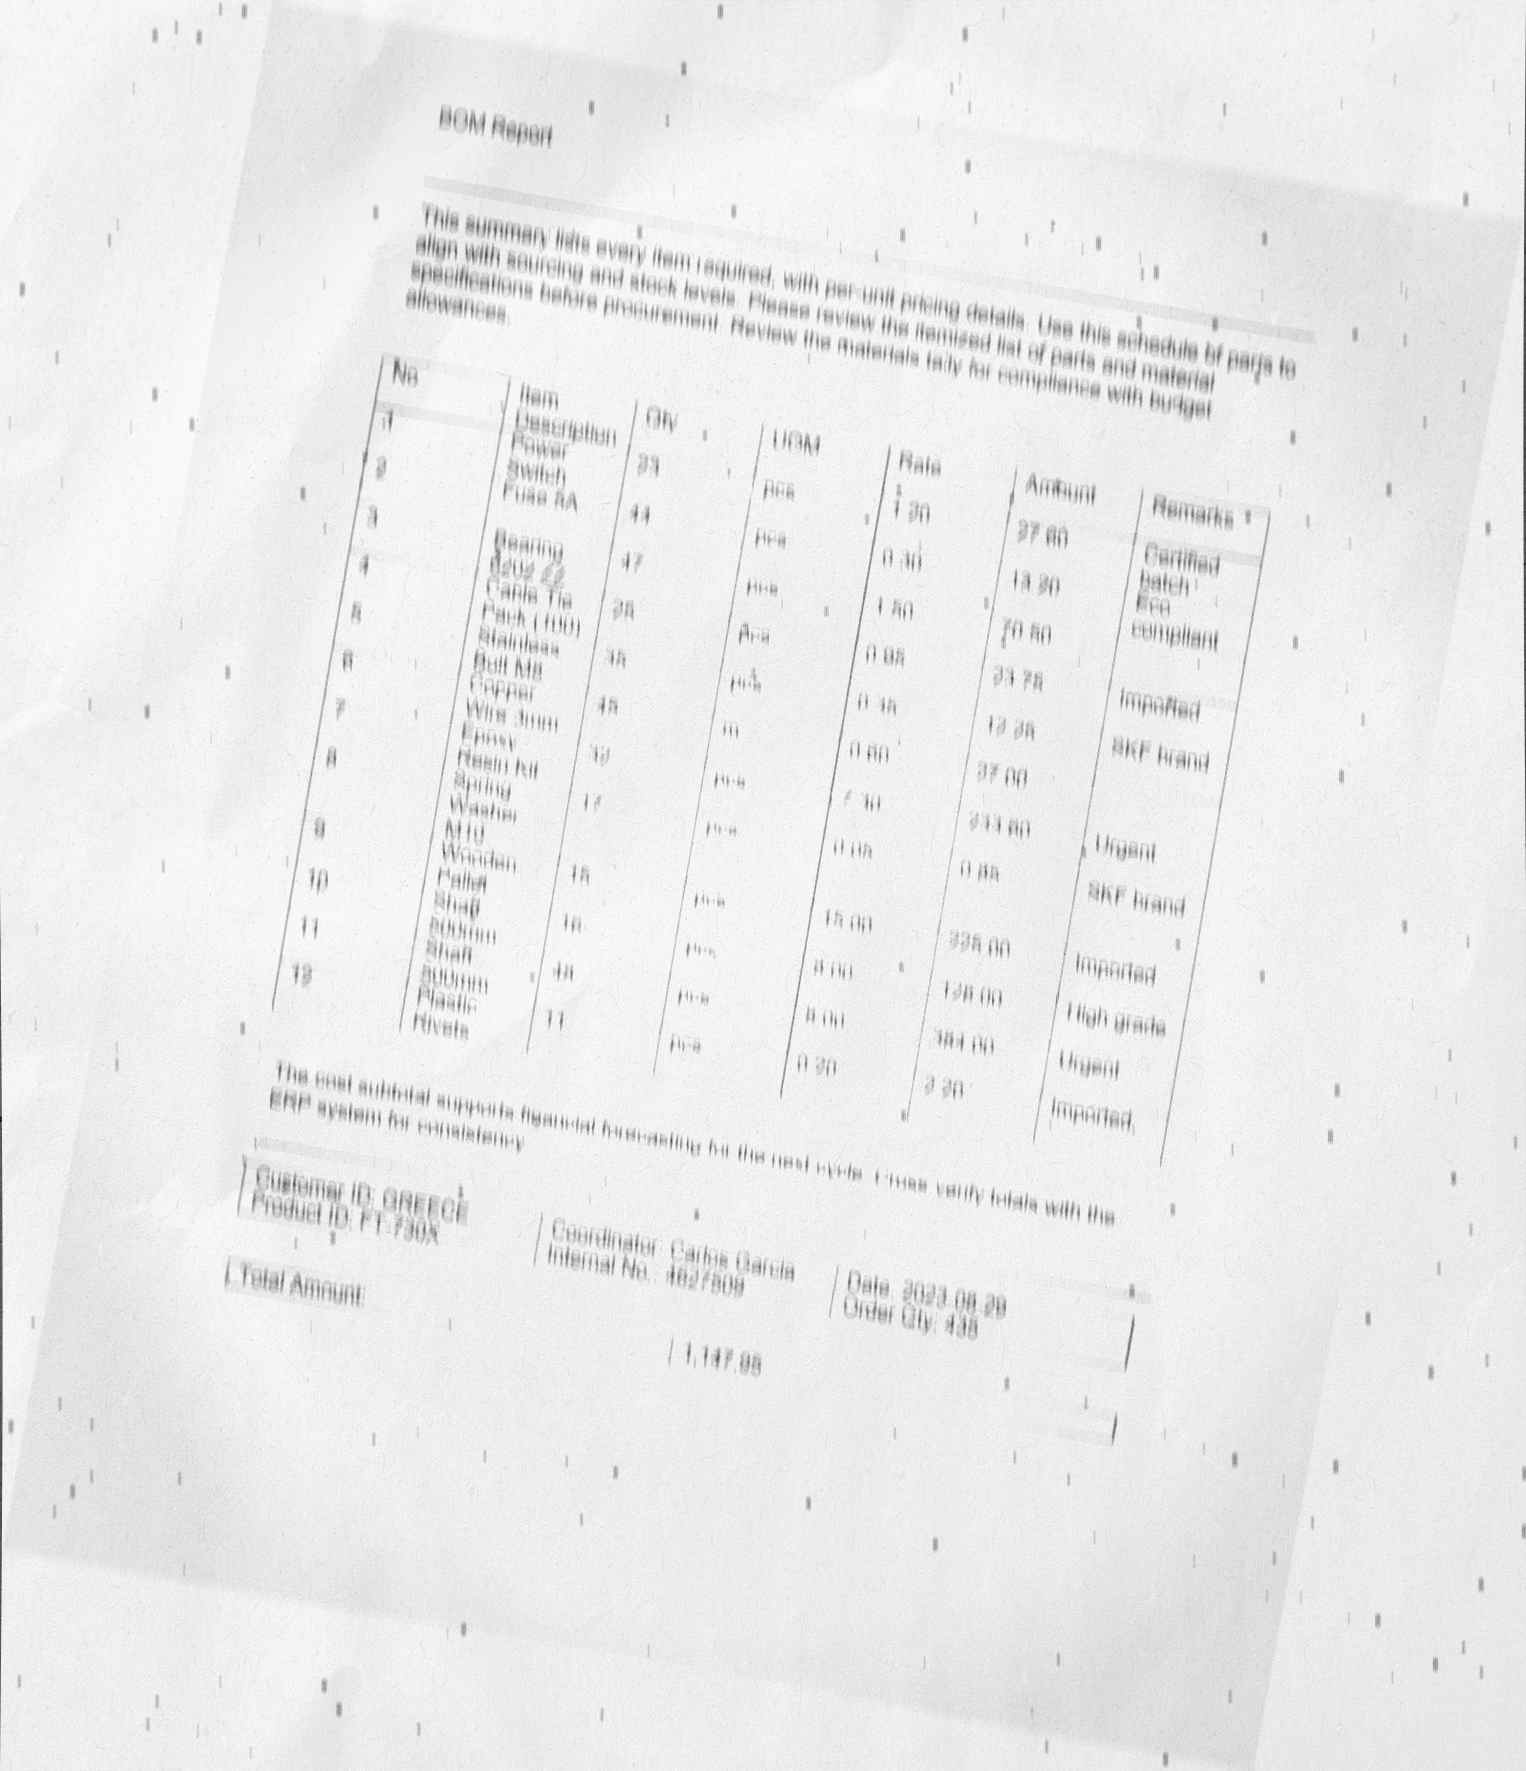 BOM Report
This summary lists every item required, with per-unit pricing details. Use this schedule of parts to
align with sourcing and stock levels. Please review the itemized list of parts and material
specifications before procurement. Review the materials tally for compliance with budget
allowances.
No Item Description Qty UOM Rate Amount Remarks
1 Power Switch 23 pcs 1.20 27.60 Certified batch
2 Fuse 44 pcs 0.30 13.20 Eco compliant
3 Bearing 6202 ZZ 47 pcs 1.50 70.50
4 Cable Tie Pack (100) 25 pcs 0.95 23.75 Imported
5 Stainless Bolt M8 35 pcs 0.35 12.25 SKF brand
6 Copper Wire 45 m 0.60 27.00
7 Epoxy Resin Kit 32 pcs 7.30 233.60 Urgent
8 Spring Washer M10 17 pcs 0.05 0.85 SKF brand
9 Wooden Pallet 15 pcs 15.00 225.00 Imported
10 Shaft 500mm 16 pcs 8.00 128.00 High grade
11 Shaft 500mm 48 pcs 8.00 384.00 Urgent
12 Plastic Rivets 11 pcs 0.20 2.20 Imported
The cost subtotal supports financial forecasting for the next cycle. Cross verify totals with the
ERP system for consistency
Customer ID: GREECE Coordinator: Carlos Garcia Date:
Product ID: FT-730X Internal No.: Order Qty:
Total Amount: 1,147.95